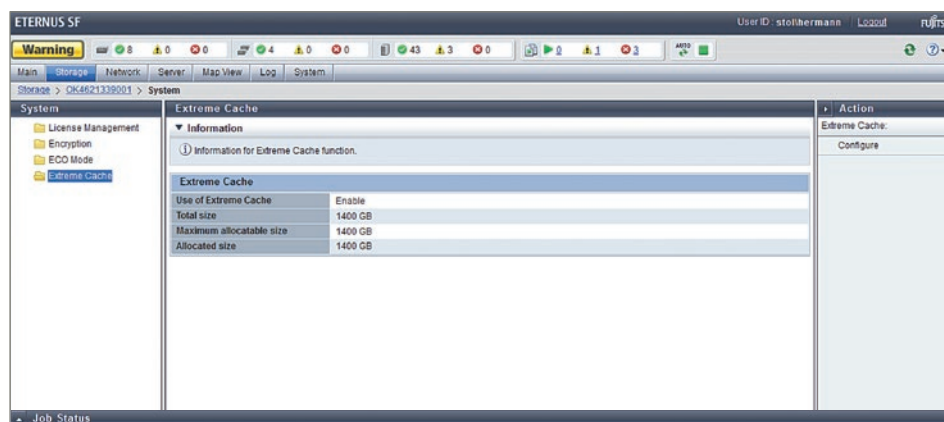 ETERNUS SF
User ID : stollhermann Logout
Warning 8 0 0 4 0 0 43 3 0 0 1 3 AUTO
Main Storage Network Server Map View Log System
Storage > OK4621339001 > System
System
License Management
Encryption
ECO Mode
Extreme Cache
Extreme Cache
Information
Information for Extreme Cache function.
Extreme Cache
Use of Extreme Cache Enable
Total size 1400 GB
Maximum allocatable size 1400 GB
Allocated size 1400 GB
Action
Extreme Cache:
Configure
Job Status